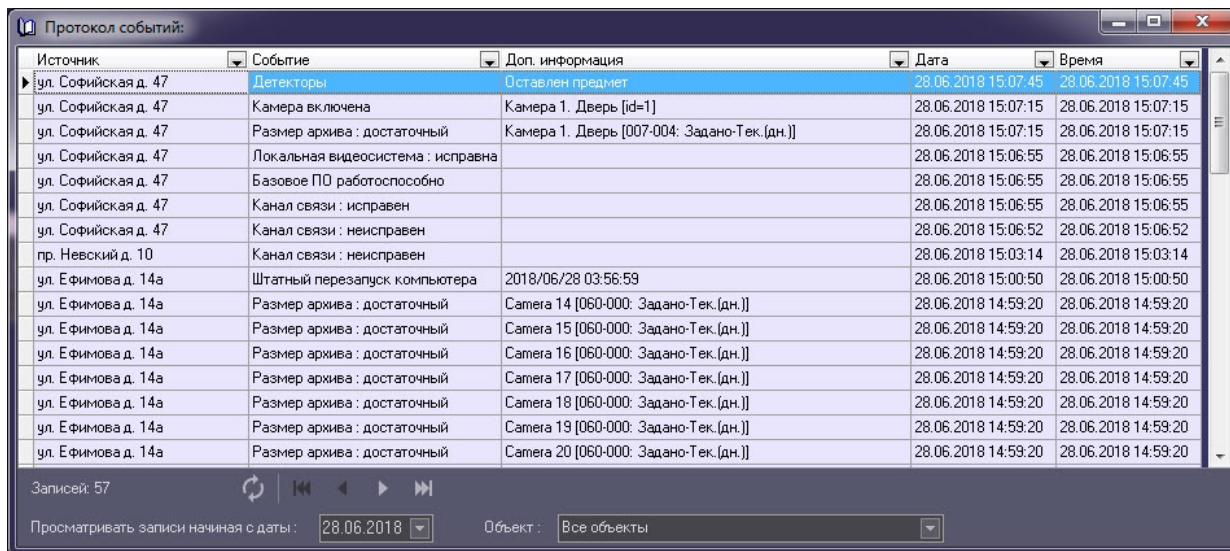 Протокол событий:
Источник Событие Доп. информация Дата Время
ул. Софийская д. 47 Детекторы Оставлен предмет 28.06.2018 15:07:45 28.06.2018 15:07:45
ул. Софийская д. 47 Камера включена Камера 1. Дверь [id=1] 28.06.2018 15:07:15 28.06.2018 15:07:15
ул. Софийская д. 47 Размер архива : достаточный Камера 1. Дверь [007-004: Задано-Тек.(дн.)] 28.06.2018 15:07:15 28.06.2018 15:07:15
ул. Софийская д. 47 Локальная видеосистема : исправна 28.06.2018 15:06:55 28.06.2018 15:06:55
ул. Софийская д. 47 Базовое ПО работоспособно 28.06.2018 15:06:55 28.06.2018 15:06:55
ул. Софийская д. 47 Канал связи : исправен 28.06.2018 15:06:55 28.06.2018 15:06:55
ул. Софийская д. 47 Канал связи : неисправен 28.06.2018 15:06:52 28.06.2018 15:06:52
пр. Невский д. 10 Канал связи : неисправен 28.06.2018 15:03:14 28.06.2018 15:03:14
ул. Ефимова д. 14а Штатный перезапуск компьютера 2018/06/28 03:56:59 28.06.2018 15:00:50 28.06.2018 15:00:50
ул. Ефимова д. 14а Размер архива : достаточный Camera 14 [060-000: Задано-Тек.(дн.)] 28.06.2018 14:59:20 28.06.2018 14:59:20
ул. Ефимова д. 14а Размер архива : достаточный Camera 15 [060-000: Задано-Тек.(дн.)] 28.06.2018 14:59:20 28.06.2018 14:59:20
ул. Ефимова д. 14а Размер архива : достаточный Camera 16 [060-000: Задано-Тек.(дн.)] 28.06.2018 14:59:20 28.06.2018 14:59:20
ул. Ефимова д. 14а Размер архива : достаточный Camera 17 [060-000: Задано-Тек.(дн.)] 28.06.2018 14:59:20 28.06.2018 14:59:20
ул. Ефимова д. 14а Размер архива : достаточный Camera 18 [060-000: Задано-Тек.(дн.)] 28.06.2018 14:59:20 28.06.2018 14:59:20
ул. Ефимова д. 14а Размер архива : достаточный Camera 19 [060-000: Задано-Тек.(дн.)] 28.06.2018 14:59:20 28.06.2018 14:59:20
ул. Ефимова д. 14а Размер архива : достаточный Camera 20 [060-000: Задано-Тек.(дн.)] 28.06.2018 14:59:20 28.06.2018 14:59:20
Записей: 57
Просматривать записи начиная с даты : 28.06.2018 Объект : Все объекты